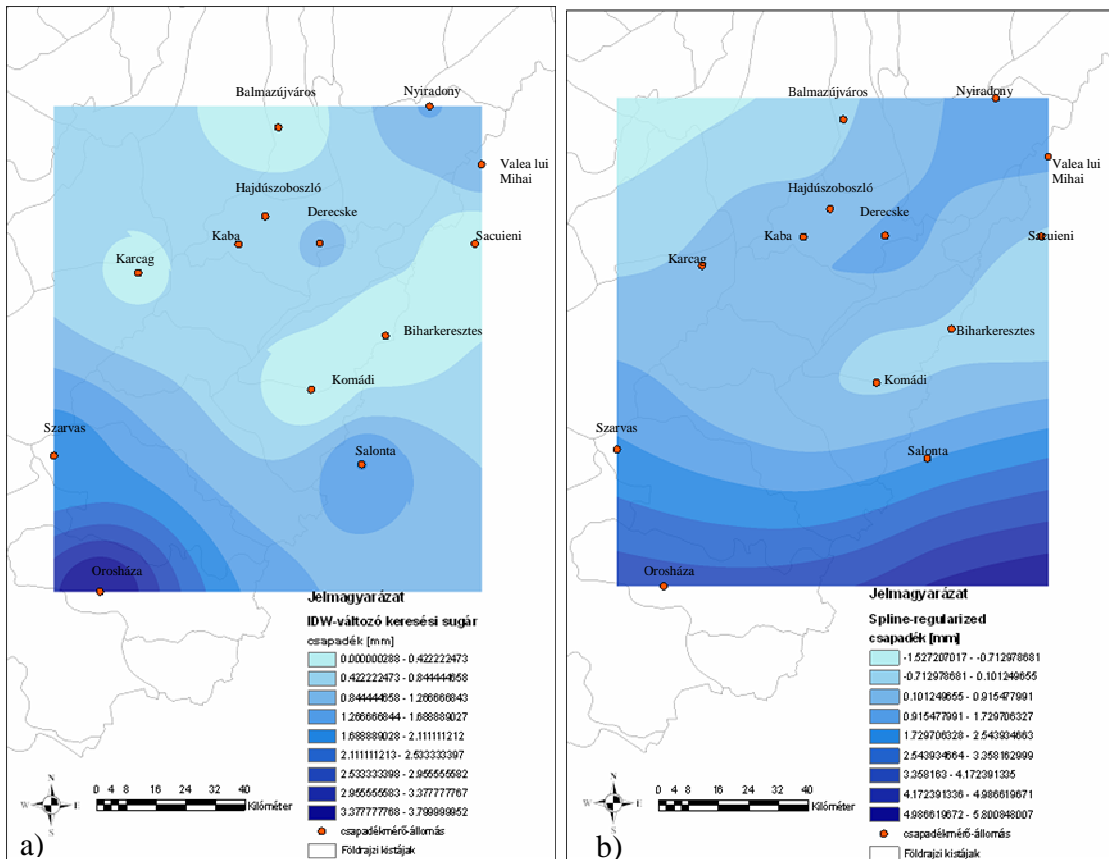 Balmazújváros
Nyiradony
Valea lui
Mihai
Hajdúszoboszló
Derecske
Kaba
Sacuieni
Karcag
Biharkeresztes
Komádi
Szarvas
Salonta
Orosháza
Jelmagyarázat
IDW-változó keresési sugár
csapadék [mm]
0.000000288 - 0.422222473
0.422222473 - 0.844444658
0.844444658 - 1.266666843
1.266666844 - 1.688889027
1.688889028 - 2.111111212
2.111111213 - 2.533333397
2.533333398 - 2.955555582
2.955555583 - 3.377777767
3.377777768 - 3.799999952
csapadékmérő-állomás
Földrajzi kistájak
N
W E
S
0 4 8 16 24 32 40
Kilóméter
a)
Balmazújváros
Nyiradony
Valea lui
Mihai
Hajdúszoboszló
Derecske
Kaba
Sacuieni
Karcag
Biharkeresztes
Komádi
Szarvas
Salonta
Orosháza
Jelmagyarázat
Spline-regularized
csapadék [mm]
-1.527207017 - -0.712978681
-0.712978681 - 0.101249655
0.101249655 - 0.915477991
0.915477991 - 1.729706327
1.729706328 - 2.543934663
2.543934664 - 3.358162999
3.358163 - 4.172391335
4.172391336 - 4.986619671
4.986619672 - 5.800848007
csapadékmérő-állomás
Földrajzi kistájak
N
W E
S
0 4 8 16 24 32 40
Kilóméter
b)